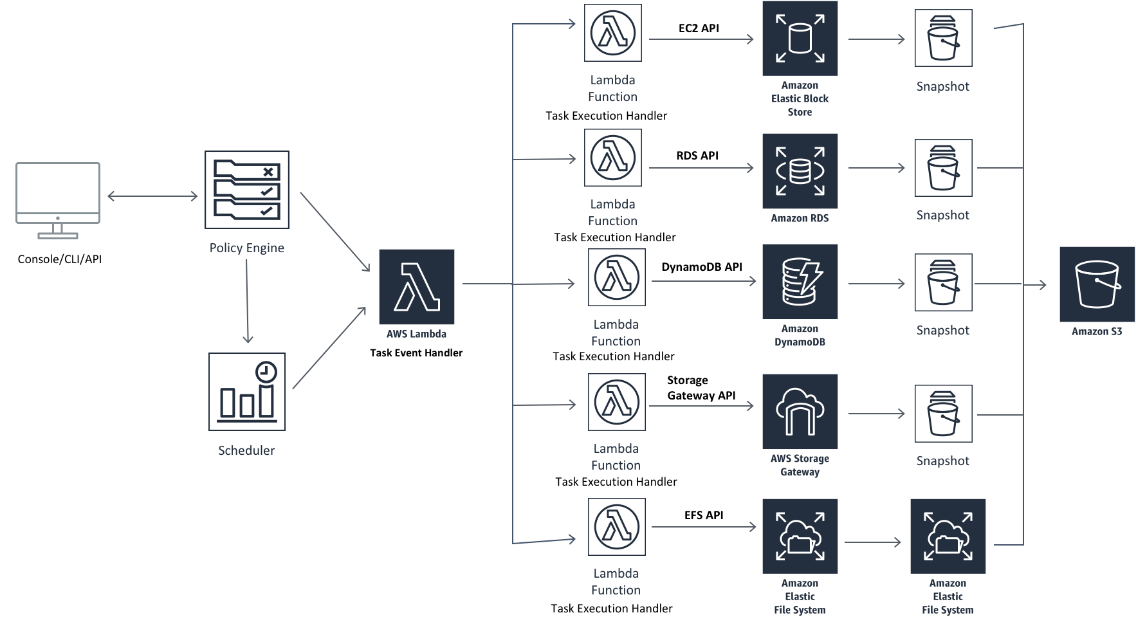 Console/CLI/API
Policy Engine
Scheduler
AWS Lambda
Task Event Handler
Lambda
Function
Task Execution Handler
EC2 API
Amazon
Elastic Block
Store
Snapshot
Lambda
Function
Task Execution Handler
RDS API
Amazon RDS
Snapshot
Lambda
Function
Task Execution Handler
DynamoDB API
Amazon
DynamoDB
Snapshot
Lambda
Function
Task Execution Handler
Storage
Gateway API
AWS Storage
Gateway
Snapshot
Lambda
Function
Task Execution Handler
EFS API
Amazon
Elastic
File System
Amazon
Elastic
File System
Amazon S3